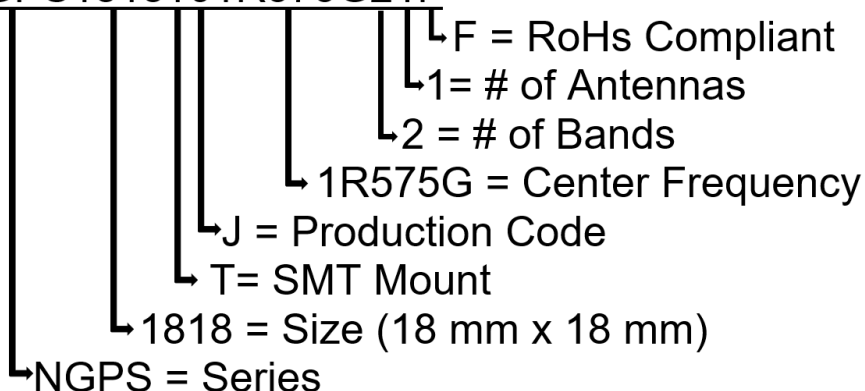 F = RoHs Compliant
1= # of Antennas
2 = # of Bands
1R575G = Center Frequency
J = Production Code
T= SMT Mount
1818 = Size (18 mm x 18 mm)
NGPS = Series